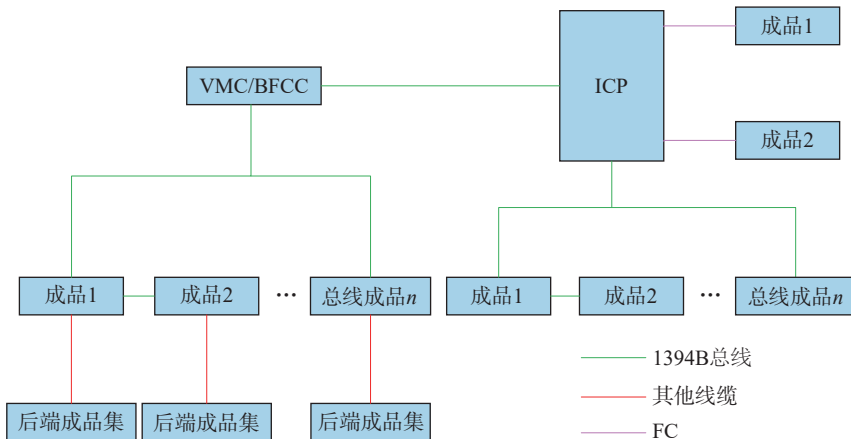 成品1
VMC/BFCC
ICP
成品2
成品1
成品2
···
总线成品n
成品1
成品2
···
总线成品n
1394B总线
其他线缆
FC
后端成品集
后端成品集
后端成品集